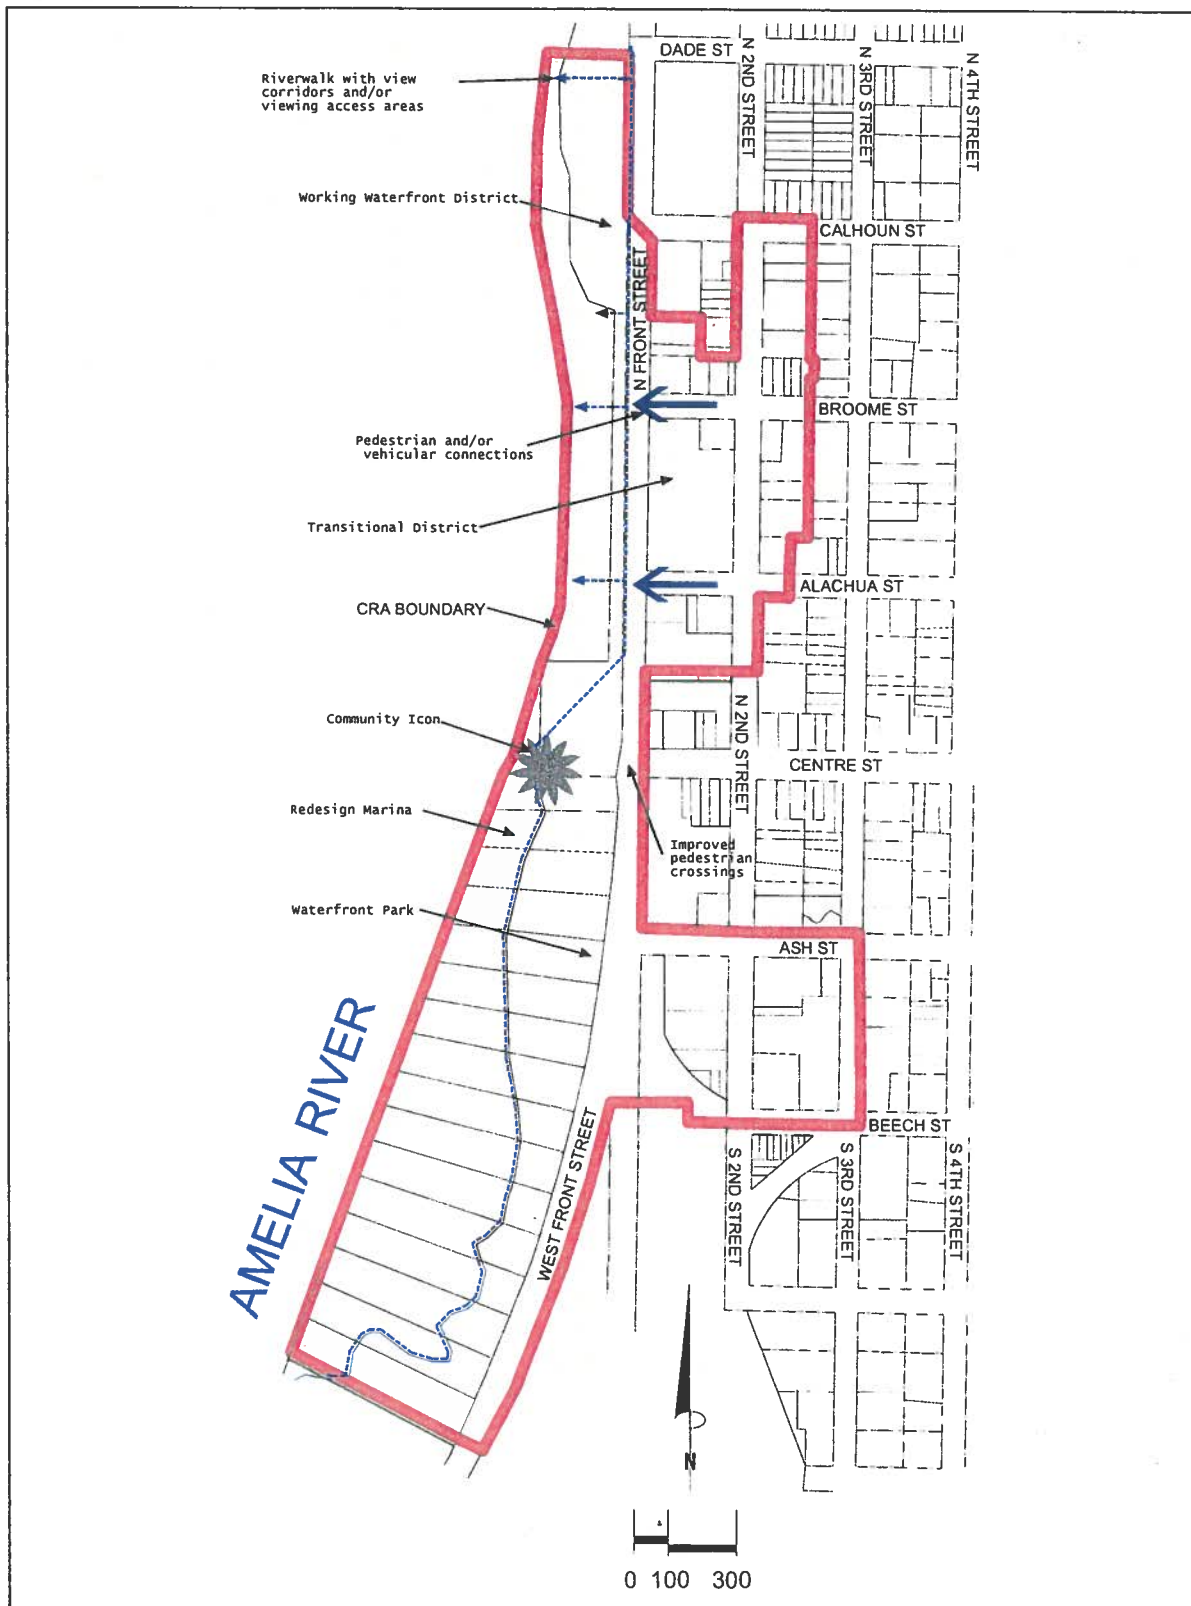 DADE ST
N 2ND STREET
N 3RD STREET
N 4TH STREET
Riverwalk with view
corridors and/or
viewing access areas
Working Waterfront District
CALHOUN ST
N FRONT STREET
BROOME ST
Pedestrian and/or
vehicular connections
Transitional District
ALACHUA ST
CRA BOUNDARY
N 2ND STREET
Community Icon
CENTRE ST
Redesign Marina
Improved
pedestrian
crossings
Waterfront Park
ASH ST
AMELIA RIVER
WEST FRONT STREET
BEECH ST
S 2ND STREET
S 3RD STREET
S 4TH STREET
N
0 100 300